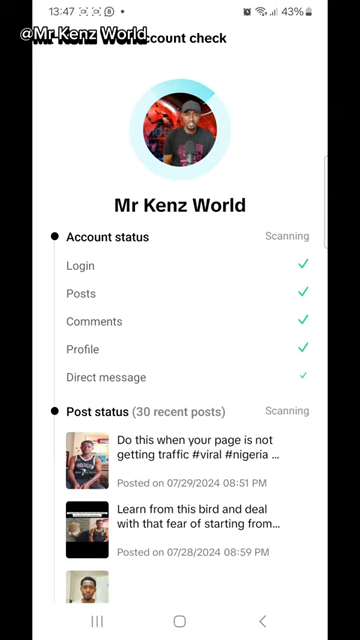 13:47
43%
@Mr Kenz World
Account check
Mr Kenz World
Account status Scanning
Login
Posts
Comments
Profile
Direct message
Post status (30 recent posts) Scanning
Do this when your page is not
getting traffic #viral #nigeria ...
Posted on 07/29/2024 08:51 PM
Learn from this bird and deal
with that fear of starting from...
Posted on 07/28/2024 08:59 PM